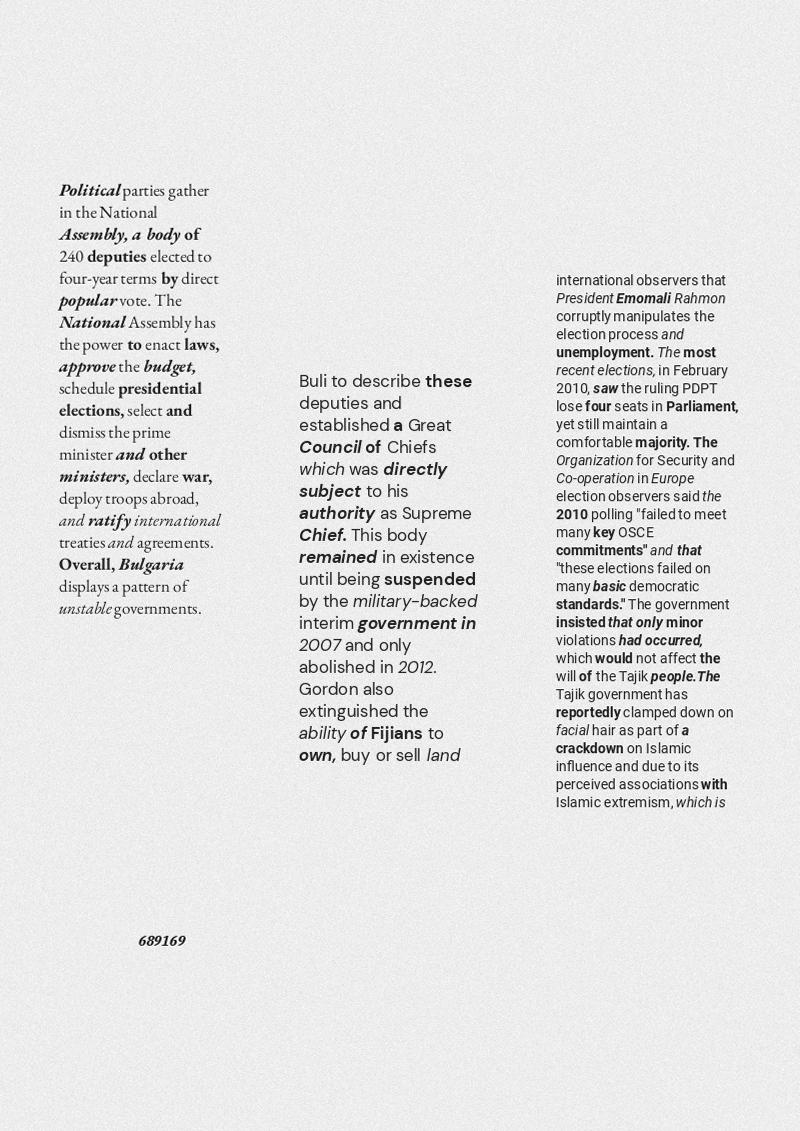 Political parties gather
in the National
Assembly, a body of
240 deputies elected to
four-year terms by direct
popular vote. The
National Assembly has
the power to enact laws,
approve the budget,
schedule presidential
elections, select and
dismiss the prime
minister and other
ministers, declare war,
deploy troops abroad,
and ratify international
treaties and agreements.
Overall, Bulgaria
displays a pattern of
unstable governments.
Buli to describe these
deputies and
established a Great
Council of Chiefs
which was directly
subject to his
authority as Supreme
Chief. This body
remained in existence
until being suspended
by the military-backed
interim government in
2007 and only
abolished in 2012.
Gordon also
extinguished the
ability of Fijians to
own, buy or sell land
international observers that
President Emomali Rahmon
corruptly manipulates the
election process and
unemployment. The most
recent elections, in February
2010, saw the ruling PDPT
lose four seats in Parliament,
yet still maintain a
comfortable majority. The
Organization for Security and
Co-operation in Europe
election observers said the
2010 polling "failed to meet
many key OSCE
commitments" and that
"these elections failed on
many basic democratic
standards." The government
insisted that only minor
violations had occurred,
which would not affect the
will of the Tajik people.The
Tajik government has
reportedly clamped down on
facial hair as part of a
crackdown on Islamic
influence and due to its
perceived associations with
Islamic extremism, which is
689169